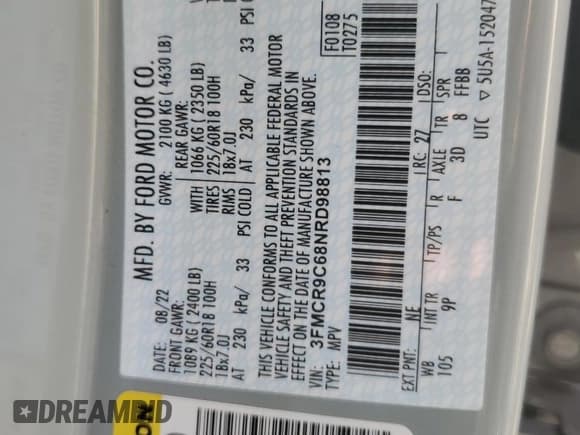 MFD. BY FORD MOTOR CO.
DATE: 08/22 GVWR: 2100 KG ( 4630 LB)
FRONT GAWR: REAR GAWR:
1089 KG ( 2400 LB) WITH 1066 KG ( 2350 LB)
225/60R18 100H TIRES 225/60R18 100H
18x7.0J RIMS 18x7.0J
AT 230 kPa/ 33 PSI COLD AT 230 kPa/ 33 PSI
THIS VEHICLE CONFORMS TO ALL APPLICABLE FEDERAL MOTOR
VEHICLE SAFETY AND THEFT PREVENTION STANDARDS IN
EFFECT ON THE DATE OF MANUFACTURE SHOWN ABOVE.
VIN: 3FMCR9C68NRD98813
TYPE: MPV
F0108
T0275
EXT PNT: NE RC: 27 DSO:
WB INT TR TP/PS R AXLE TR SPR
105 9P F 3D 8 FFBB
UTC ▽ 5U5A-152047
DREAMBID